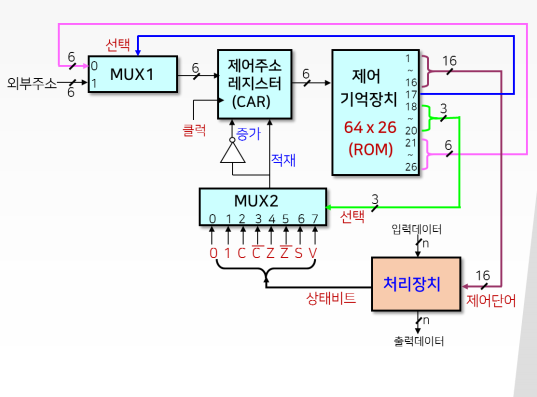 선택
6
0
MUX1
외부주소
1
6
6
제어주소
레지스터
(CAR)
클럭
6
제어
기억장치
64 x 26
(ROM)
1
~
16
17
18
~
20
21
~
26
16
3
6
증가
적재
MUX2
0 1 2 3 4 5 6 7
0 1 C C̅ Z Z̅ S V
3
선택
입력데이터
n
처리장치
16
제어단어
상태비트
n
출력데이터